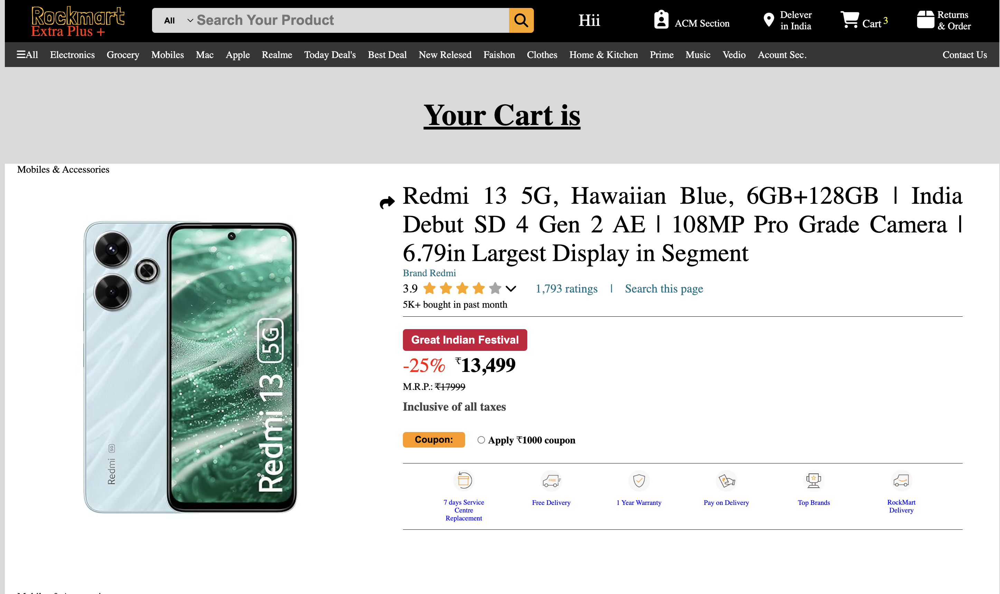 Rockmart
Extra Plus +
All Search Your Product
Hii
ACM Section
Delever
in India
Cart 3
Returns
& Order
All Electronics Grocery Mobiles Mac Apple Realme Today Deal's Best Deal New Relesed Faishon Clothes Home & Kitchen Prime Music Vedio Acount Sec. Contact Us
Your Cart is
Mobiles & Accessories
Redmi 13 5G, Hawaiian Blue, 6GB+128GB | India
Debut SD 4 Gen 2 AE | 108MP Pro Grade Camera |
6.79in Largest Display in Segment
Brand Redmi
3.9 1,793 ratings | Search this page
5K+ bought in past month
Great Indian Festival
-25% ₹13,499
M.R.P.: ₹17999
Inclusive of all taxes
Coupon: Apply ₹1000 coupon
FREE
7 days Service
Centre
Replacement
Free Delivery
1 Year Warranty
Pay on Delivery
Top Brands
RockMart
Delivery
Redmi 5G
Redmi 13 5G